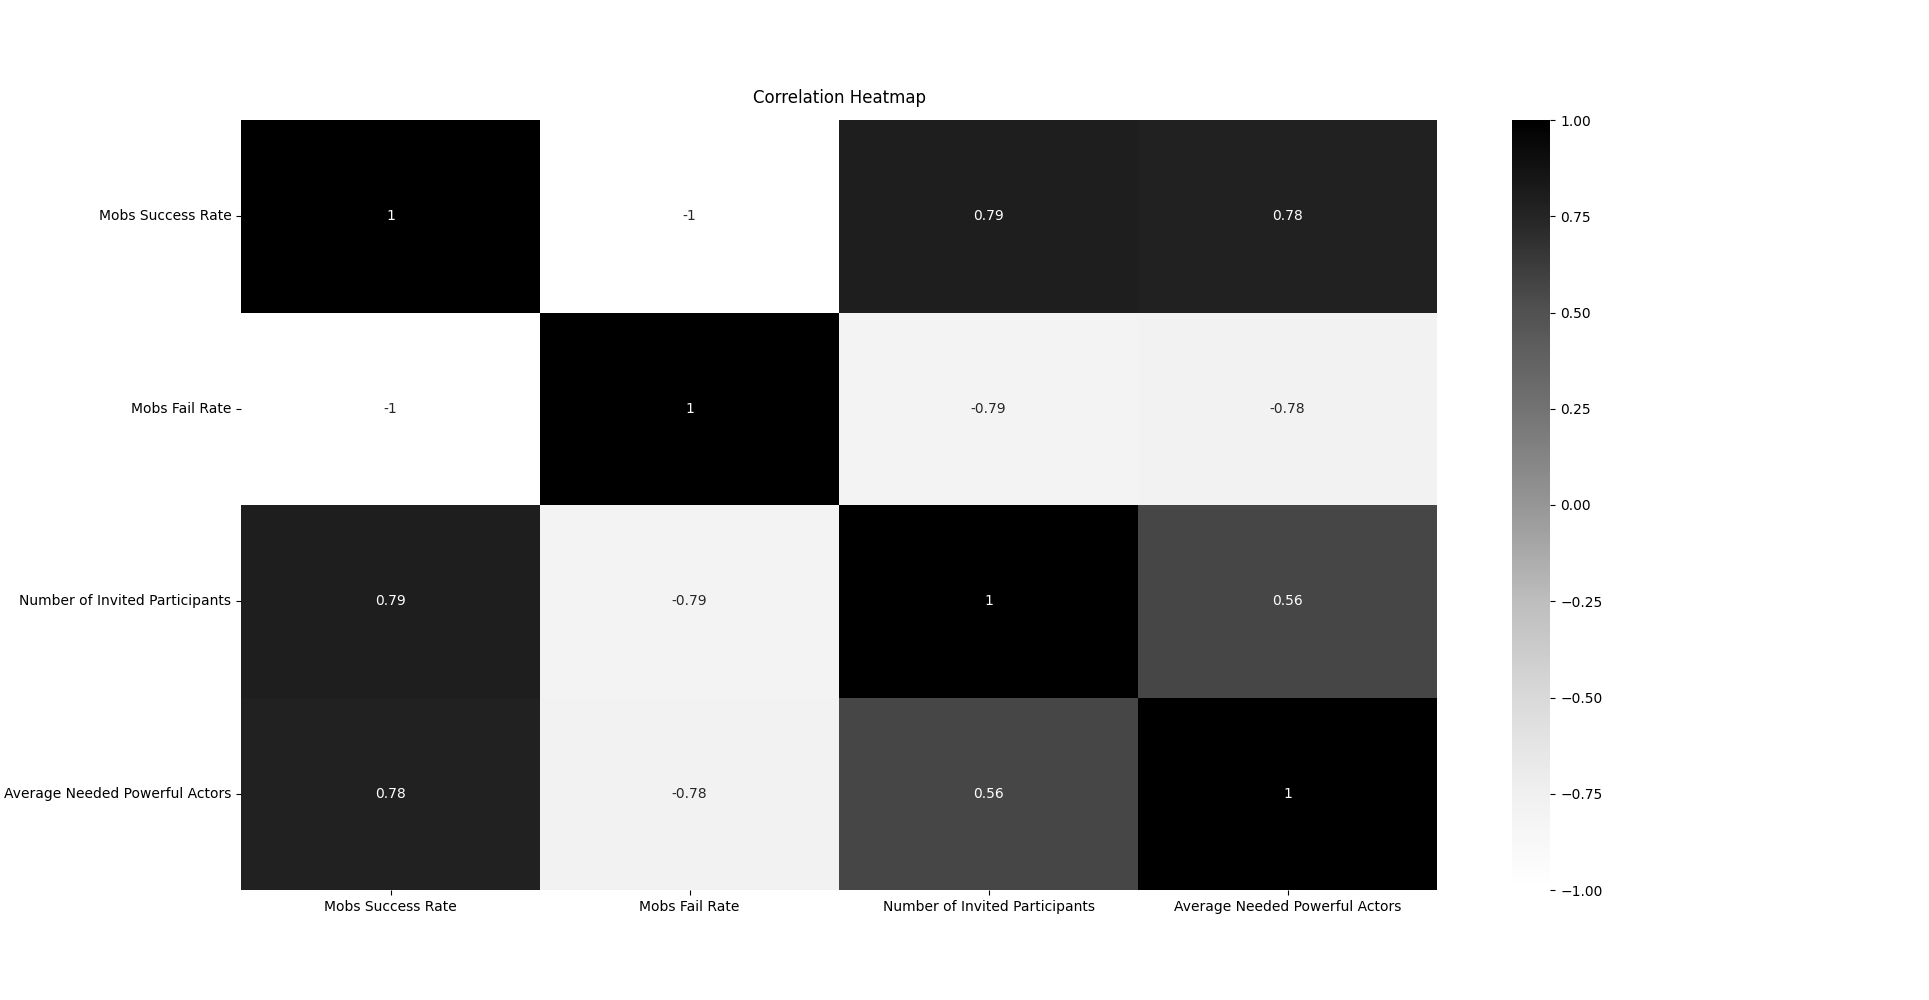 Correlation Heatmap
Mobs Success Rate 1 -1 0.79 0.78
Mobs Fail Rate -1 1 -0.79 -0.78
Number of Invited Participants 0.79 -0.79 1 0.56
Average Needed Powerful Actors 0.78 -0.78 0.56 1
Mobs Success Rate Mobs Fail Rate Number of Invited Participants Average Needed Powerful Actors
1.00
0.75
0.50
0.25
0.00
−0.25
−0.50
−0.75
−1.00